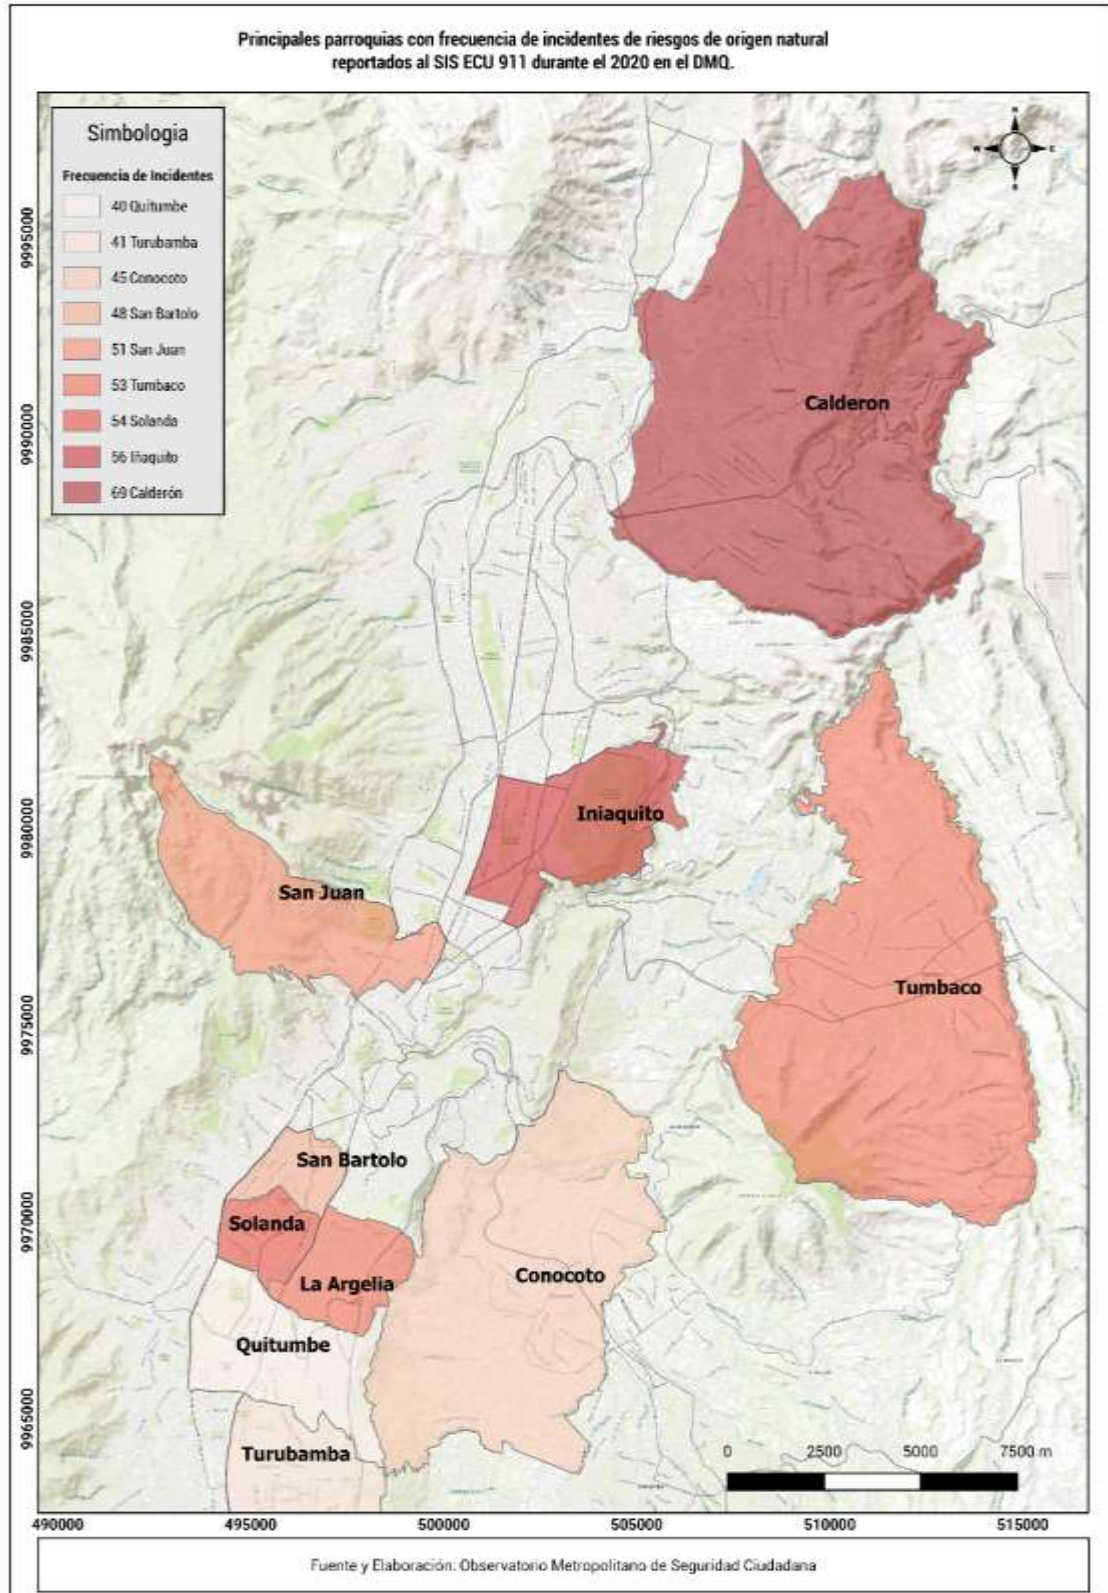 Principales parroquias con frecuencia de incidentes de riesgos de origen natural
reportados al SIS ECU 911 durante el 2020 en el DMQ.
Simbologia
Frecuencia de Incidentes
40 Quitumbe
41 Turubamba
45 Conocoto
48 San Bartolo
51 San Juan
53 Tumbaco
54 Solanda
56 Iñaquito
69 Calderón
N
W
E
S
9995000
9990000
9985000
9980000
9975000
9970000
9965000
Calderon
Iniaquito
San Juan
Tumbaco
San Bartolo
Solanda
La Argelia
Conocoto
Quitumbe
Turubamba
0 2500 5000 7500 m
490000 495000 500000 505000 510000 515000
Fuente y Elaboración: Observatorio Metropolitano de Seguridad Ciudadana